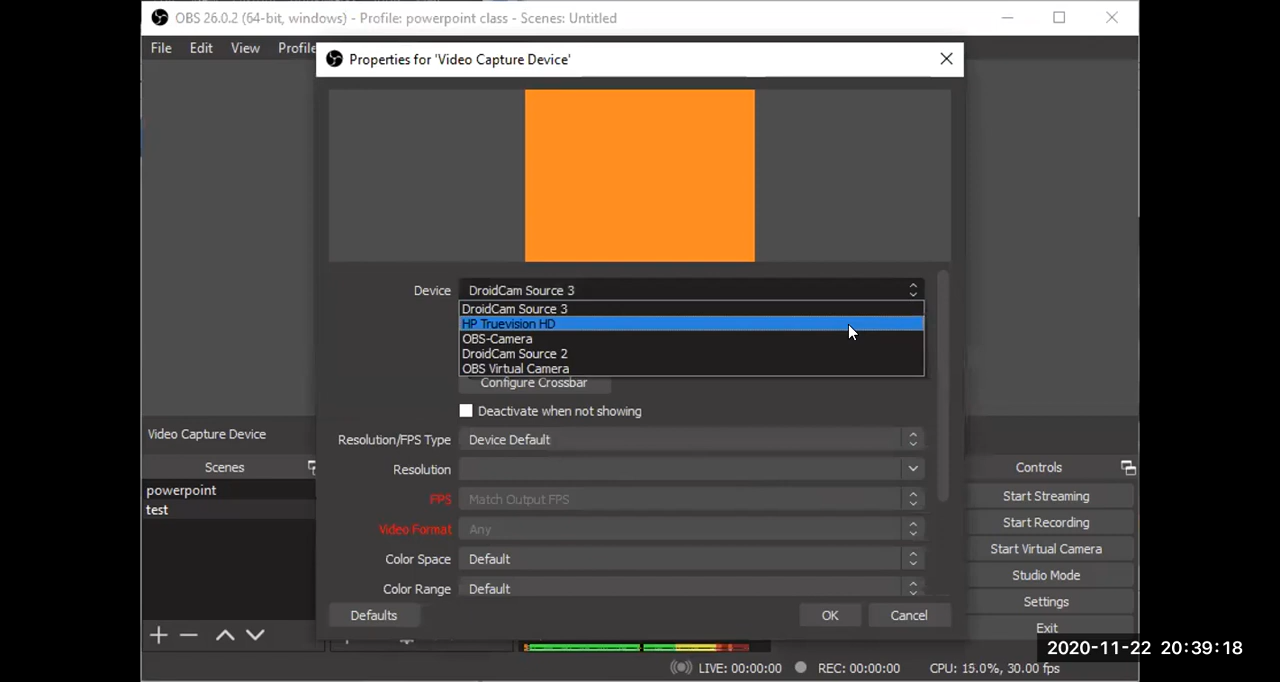 OBS 26.0.2 (64-bit, windows) - Profile: powerpoint class - Scenes: Untitled
File Edit View Profile
Properties for 'Video Capture Device'
Device DroidCam Source 3
DroidCam Source 3
HP Truevision HD
OBS-Camera
DroidCam Source 2
OBS Virtual Camera
Configure Crossbar
Deactivate when not showing
Resolution/FPS Type Device Default
Resolution
FPS Match Output FPS
Video Format Any
Color Space Default
Color Range Default
Defaults OK Cancel
Video Capture Device
Scenes
powerpoint
test
Controls
Start Streaming
Start Recording
Start Virtual Camera
Studio Mode
Settings
Exit
2020-11-22 20:39:18
LIVE: 00:00:00 REC: 00:00:00 CPU: 15.0%, 30.00 fps